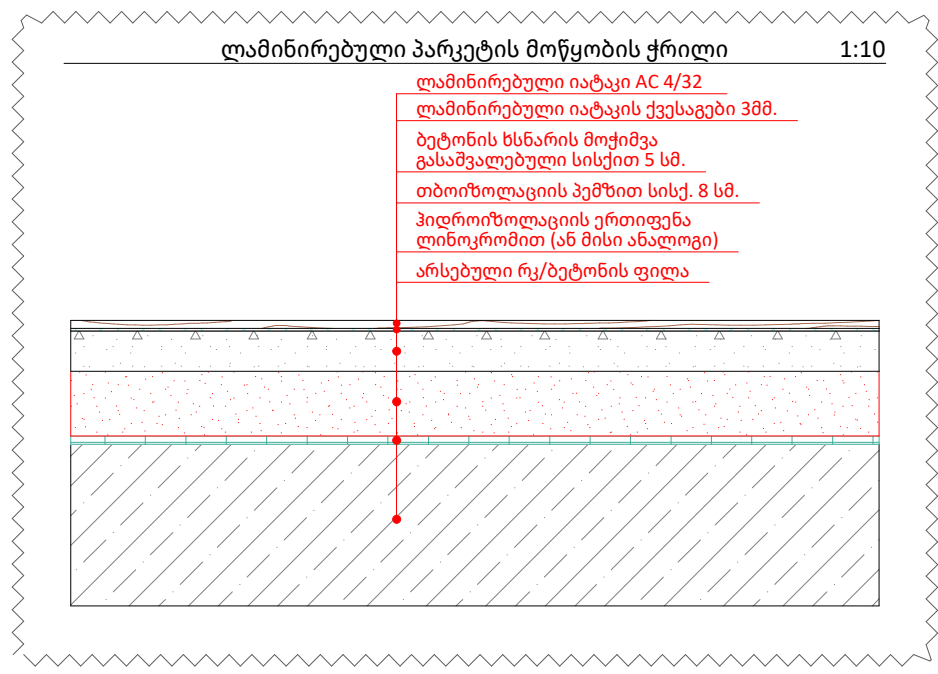 ლამინირებული პარკეტის მოწყობის ჭრილი 1:10
ლამინირებული იატაკი AC 4/32
ლამინირებული იატაკის ქვესაგები 3მმ.
ბეტონის ხსნარის მოჭიმვა
გასაშვალებული სისქით 5 სმ.
თბოიზოლაციის პემზით სისქ. 8 სმ.
ჰიდროიზოლაციის ერთიფენა
ლინოკრომით (ან მისი ანალოგი)
არსებული რკ/ბეტონის ფილა